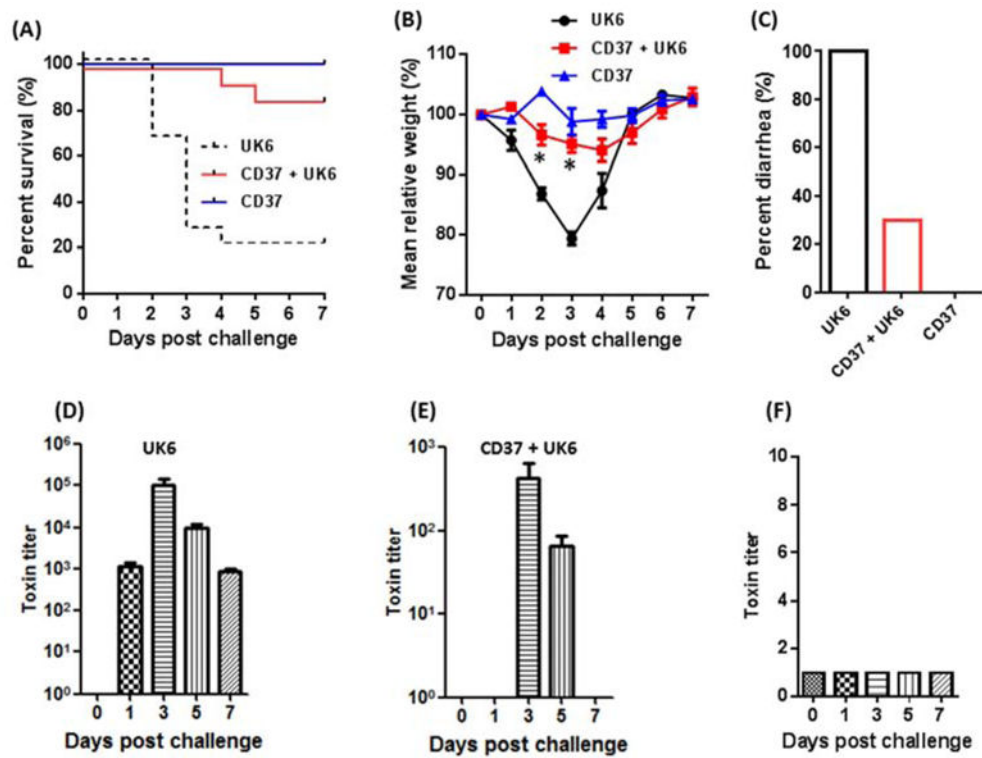 (A)
Percent survival (%)
100
80
60
40
20
0
UK6
CD37 + UK6
CD37
0 1 2 3 4 5 6 7
Days post challenge
(B)
Mean relative weight (%)
110
100
90
80
70
UK6
CD37 + UK6
CD37
*
*
0 1 2 3 4 5 6 7
Days post challenge
(C)
Percent diarrhea (%)
100
80
60
40
20
0
UK6
CD37 + UK6
CD37
(D)
UK6
Toxin titer
10⁶
10⁵
10⁴
10³
10²
10¹
10⁰
0 1 3 5 7
Days post challenge
(E)
CD37 + UK6
Toxin titer
10³
10²
10¹
10⁰
0 1 3 5 7
Days post challenge
(F)
Toxin titer
10
8
6
4
2
0
0 1 3 5 7
Days post challenge